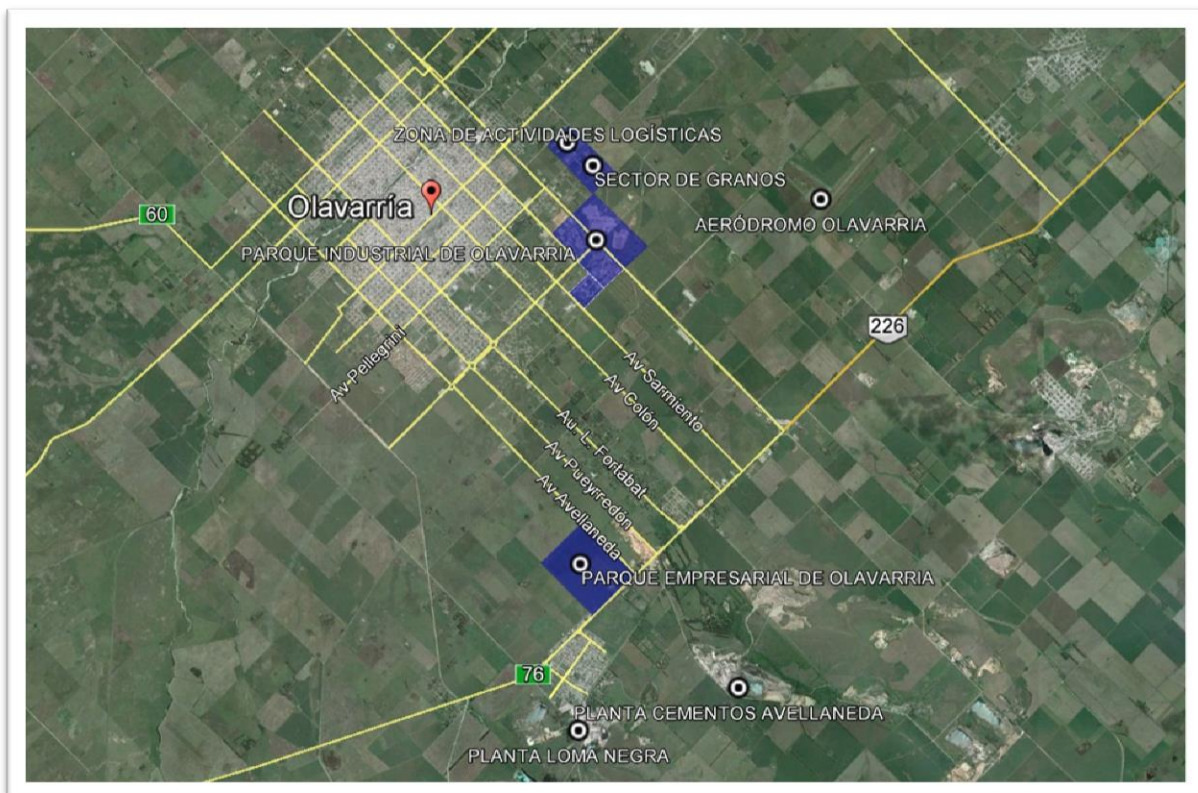 ZONA DE ACTIVIDADES LOGÍSTICAS
SECTOR DE GRANOS
Olavarría
60
AERÓDROMO OLAVARRIA
PARQUE INDUSTRIAL DE OLAVARRIA
226
Av Pellegrini
Av Sarmiento
Av Colón
Au. L. Fortabat
Av Pueyrredón
Av Avellaneda
PARQUE EMPRESARIAL DE OLAVARRIA
76
PLANTA CEMENTOS AVELLANEDA
PLANTA LOMA NEGRA